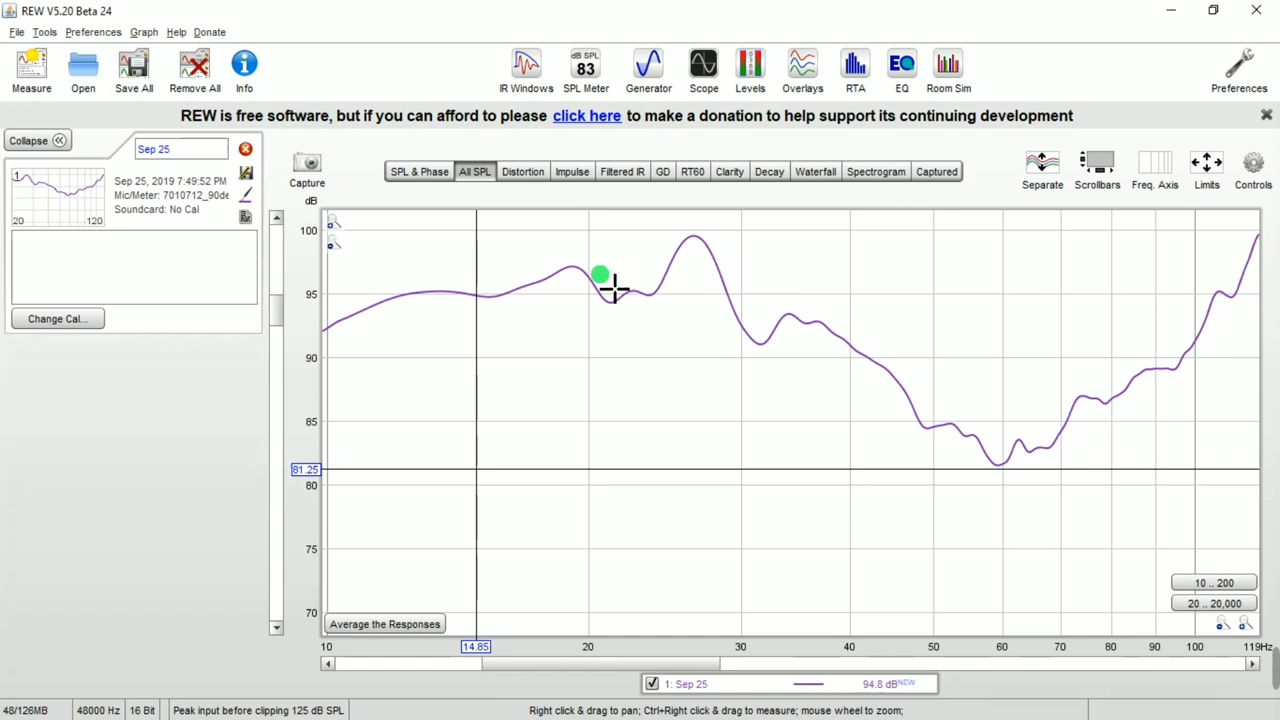 REW V5.20 Beta 24
File Tools Preferences Graph Help Donate
Measure Open Save All Remove All Info IR Windows SPL Meter Generator Scope Levels Overlays RTA EQ Room Sim Preferences
dB SPL
83
EQ
REW is free software, but if you can afford to please click here to make a donation to help support its continuing development
Collapse
Sep 25
1
20 120
Sep 25, 2019 7:49:52 PM
Mic/Meter: 7010712_90de
Soundcard: No Cal
Change Cal...
Capture
SPL & Phase All SPL Distortion Impulse Filtered IR GD RT60 Clarity Decay Waterfall Spectrogram Captured
Separate Scrollbars Freq. Axis Limits Controls
dB
100
95
90
85
81.25
80
75
70
10 .. 200
20 .. 20,000
Average the Responses
10 14.85 20 30 40 50 60 70 80 90 100 119Hz
1: Sep 25 94.8 dB NEW
48/126MB 48000 Hz 16 Bit Peak input before clipping 125 dB SPL Right click & drag to pan; Ctrl+Right click & drag to measure; mouse wheel to zoom;